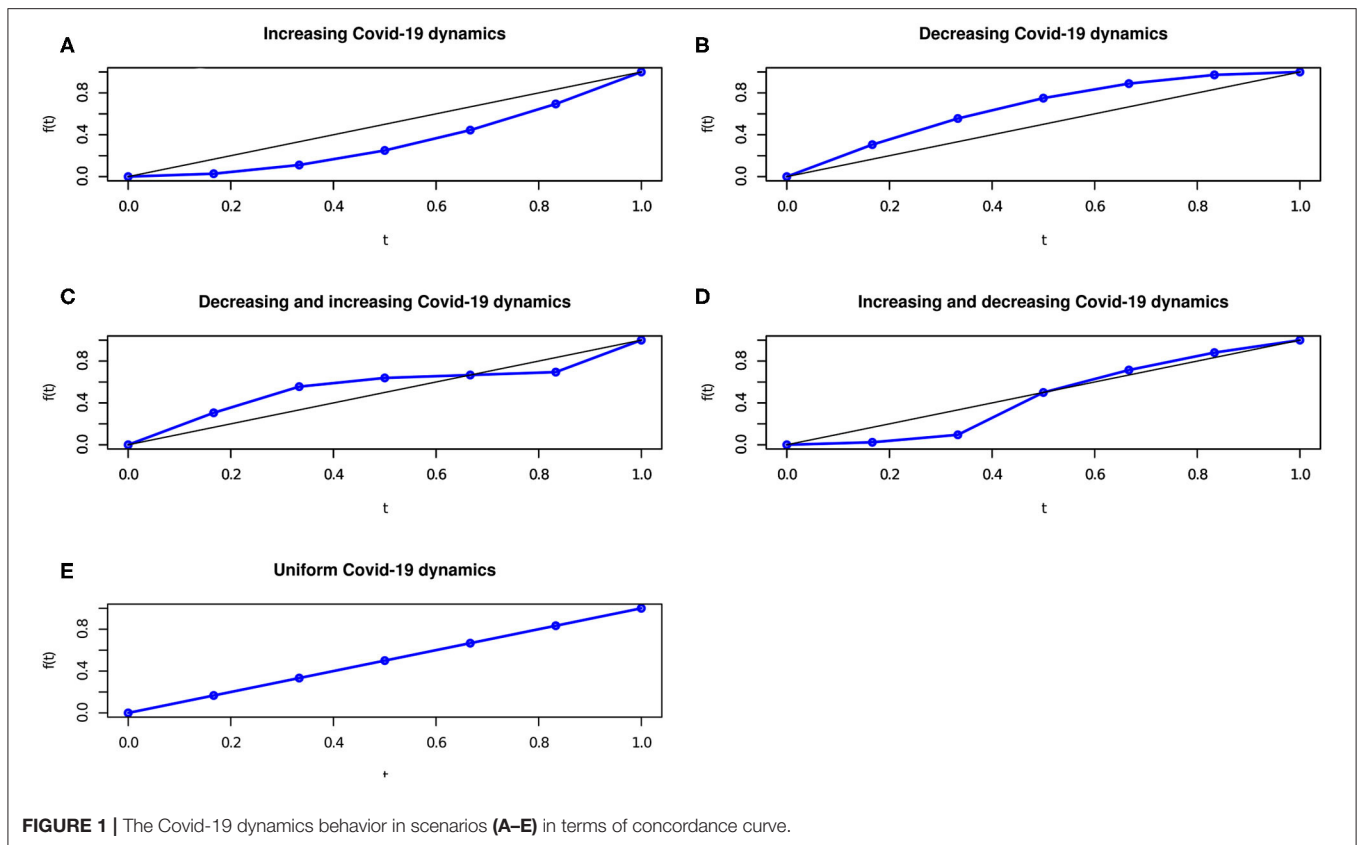 A
Increasing Covid-19 dynamics
f(t)
0.8
0.4
0.0
0.0 0.2 0.4 0.6 0.8 1.0
t
B
Decreasing Covid-19 dynamics
f(t)
0.8
0.4
0.0
0.0 0.2 0.4 0.6 0.8 1.0
t
C
Decreasing and increasing Covid-19 dynamics
f(t)
0.8
0.4
0.0
0.0 0.2 0.4 0.6 0.8 1.0
t
D
Increasing and decreasing Covid-19 dynamics
f(t)
0.8
0.4
0.0
0.0 0.2 0.4 0.6 0.8 1.0
t
E
Uniform Covid-19 dynamics
f(t)
0.8
0.4
0.0
0.0 0.2 0.4 0.6 0.8 1.0
t
FIGURE 1 | The Covid-19 dynamics behavior in scenarios (A–E) in terms of concordance curve.